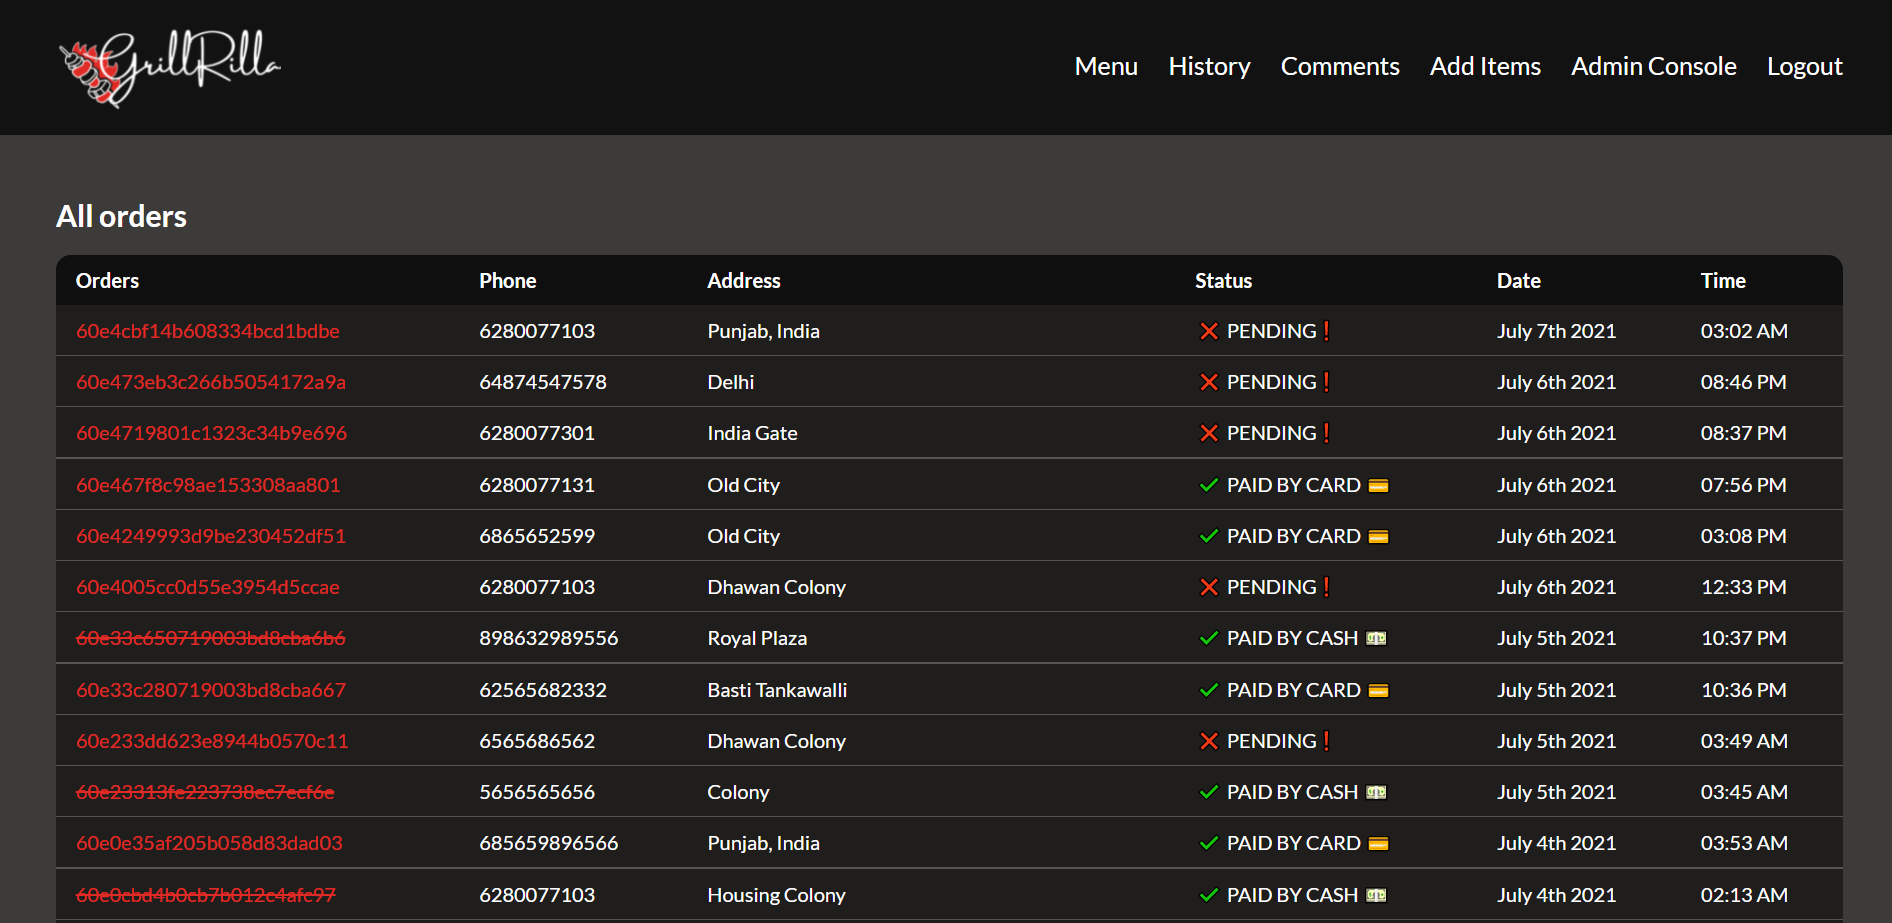 GrillRilla
Menu History Comments Add Items Admin Console Logout
All orders
Orders Phone Address Status Date Time
60e4cbf14b608334bcd1bdbe 6280077103 Punjab, India ❌ PENDING❗ July 7th 2021 03:02 AM
60e473eb3c266b5054172a9a 64874547578 Delhi ❌ PENDING❗ July 6th 2021 08:46 PM
60e4719801c1323c34b9e696 6280077301 India Gate ❌ PENDING❗ July 6th 2021 08:37 PM
60e467f8c98ae153308aa801 6280077131 Old City ✔ PAID BY CARD 💳 July 6th 2021 07:56 PM
60e4249993d9be230452df51 6865652599 Old City ✔ PAID BY CARD 💳 July 6th 2021 03:08 PM
60e4005cc0d55e3954d5ccae 6280077103 Dhawan Colony ❌ PENDING❗ July 6th 2021 12:33 PM
60e33c650719003bd8cba6b6 898632989556 Royal Plaza ✔ PAID BY CASH 💵 July 5th 2021 10:37 PM
60e33c280719003bd8cba667 62565682332 Basti Tankawalli ✔ PAID BY CARD 💳 July 5th 2021 10:36 PM
60e233dd623e8944b0570c11 6565686562 Dhawan Colony ❌ PENDING❗ July 5th 2021 03:49 AM
60e23313fe223738ec7ecf6e 5656565656 Colony ✔ PAID BY CASH 💵 July 5th 2021 03:45 AM
60e0e35af205b058d83dad03 685659896566 Punjab, India ✔ PAID BY CARD 💳 July 4th 2021 03:53 AM
60e0cbd4b0cb7b012c4afc97 6280077103 Housing Colony ✔ PAID BY CASH 💵 July 4th 2021 02:13 AM